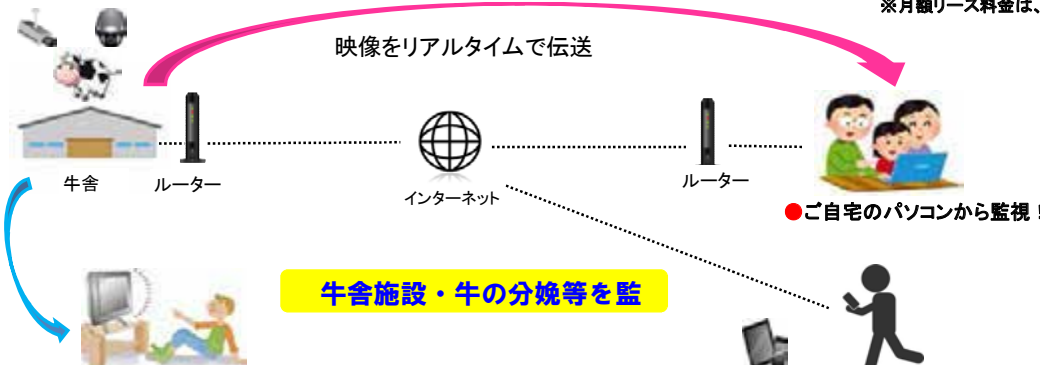 ※月額リース料金は、
映像をリアルタイムで伝送
牛舎
ルーター
インターネット
ルーター
●ご自宅のパソコンから監視！
牛舎施設・牛の分娩等を監